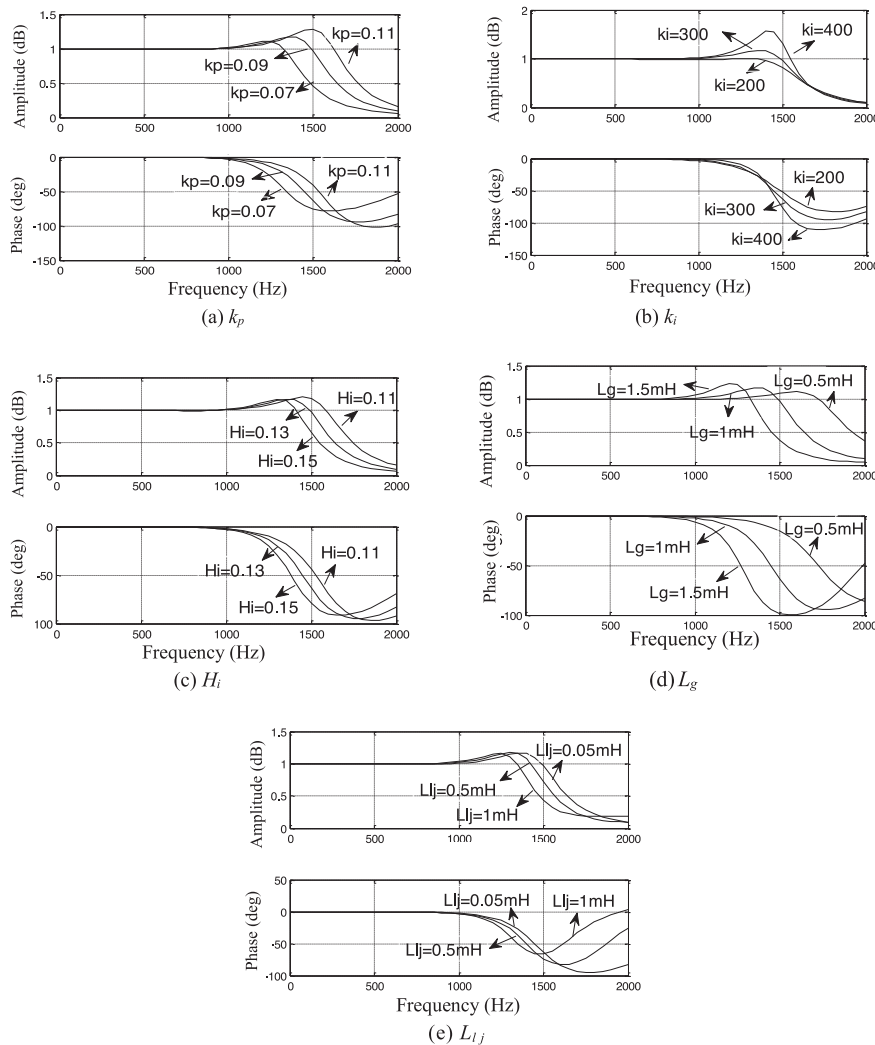 Amplitude (dB)
1.5
1
0.5
0
kp=0.11
kp=0.09
kp=0.07
0 500 1000 1500 2000
Phase (deg)
0
-50
-100
-150
kp=0.09
kp=0.11
kp=0.07
0 500 1000 1500 2000
Frequency (Hz)
(a) kp
Amplitude (dB)
2
1
0
ki=300
ki=400
ki=200
0 500 1000 1500 2000
Phase (deg)
0
-50
-100
-150
ki=200
ki=300
ki=400
0 500 1000 1500 2000
Frequency (Hz)
(b) ki
Amplitude (dB)
1.5
1
0.5
0
Hi=0.11
Hi=0.13
Hi=0.15
0 500 1000 1500 2000
Phase (deg)
0
-50
100
Hi=0.11
Hi=0.13
Hi=0.15
0 500 1000 1500 2000
Frequency (Hz)
(c) Hi
Amplitude (dB)
1.5
1
0.5
0
Lg=1.5mH
Lg=0.5mH
Lg=1mH
0 500 1000 1500 2000
Phase (deg)
0
-50
-100
Lg=0.5mH
Lg=1mH
Lg=1.5mH
0 500 1000 1500 2000
Frequency (Hz)
(d) Lg
Amplitude (dB)
1.5
1
0.5
0
Llj=0.05mH
Llj=0.5mH
Llj=1mH
0 500 1000 1500 2000
Phase (deg)
50
0
-50
-100
Llj=0.05mH
Llj=1mH
Llj=0.5mH
0 500 1000 1500 2000
Frequency (Hz)
(e) Ll j